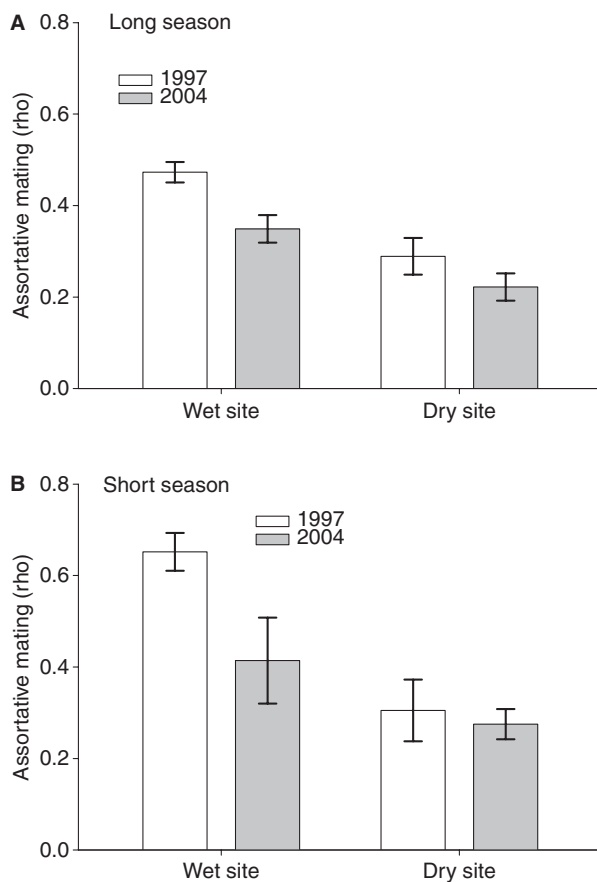 A Long season
0.8
1997
2004
0.6
0.4
0.2
0.0
Assortative mating (rho)
Wet site Dry site
B Short season
0.8
1997
2004
0.6
0.4
0.2
0.0
Assortative mating (rho)
Wet site Dry site